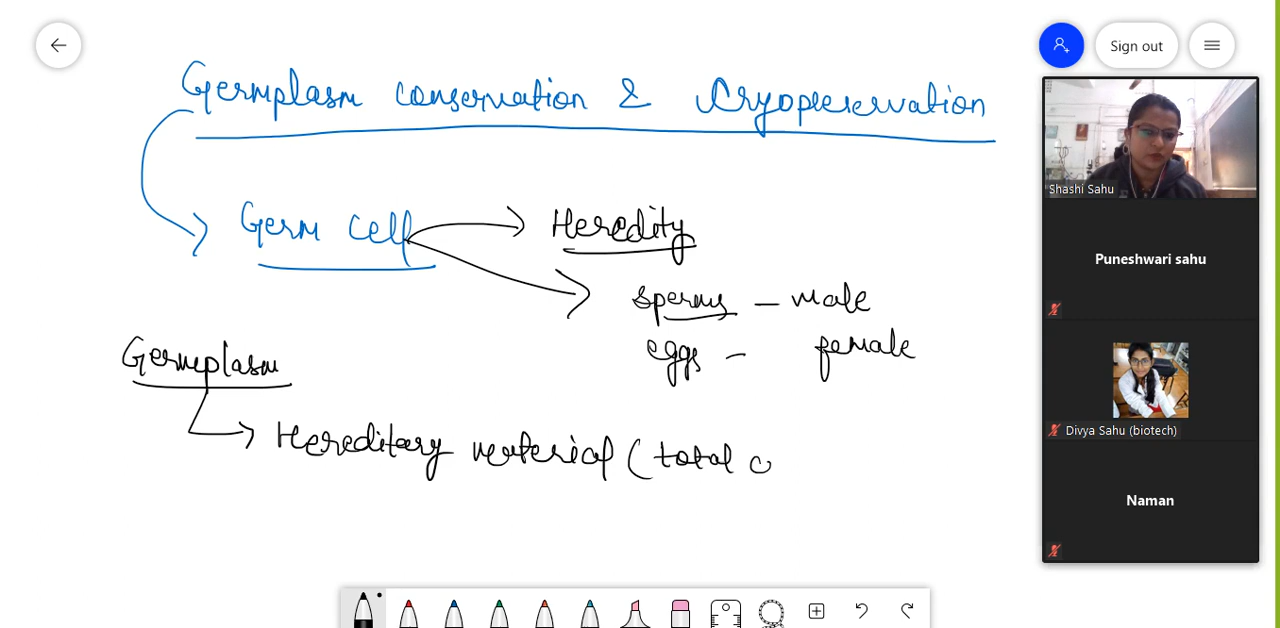 Sign out
Germplasm conservation & Cryopreservation
Shashi Sahu
Germ cell
Heredity
Puneshwari sahu
sperms – male
eggs – female
Germplasm
Divya Sahu (biotech)
Hereditary material (total
Naman